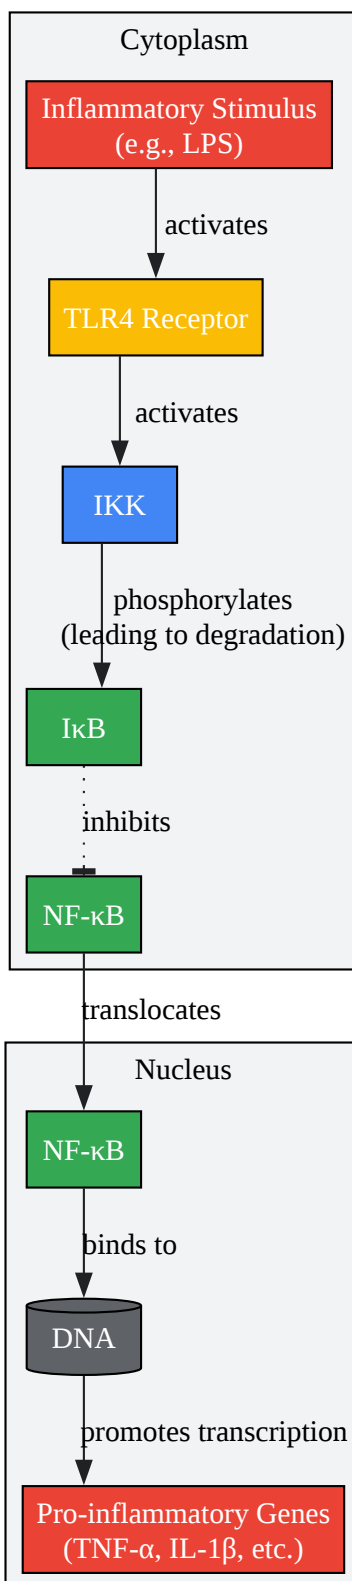 Cytoplasm
Inflammatory Stimulus
(e.g., LPS)
activates
TLR4 Receptor
activates
IKK
phosphorylates
(leading to degradation)
IκB
inhibits
NF-κB
translocates
Nucleus
NF-κB
binds to
DNA
promotes transcription
Pro-inflammatory Genes
(TNF-α, IL-1β, etc.)